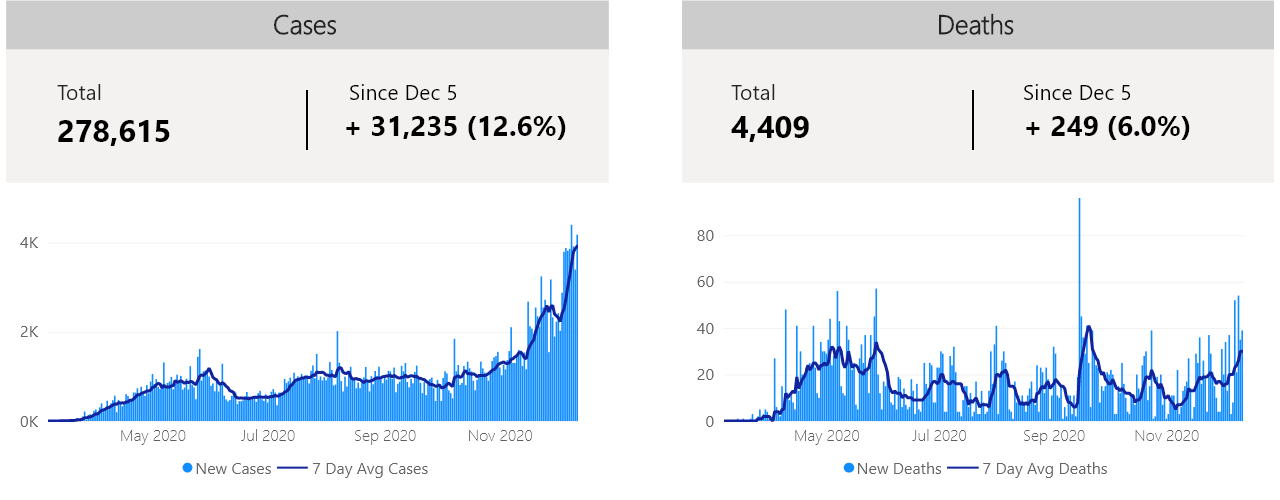 Cases
Total
278,615
Since Dec 5
+ 31,235 (12.6%)
4K
2K
0K
May 2020
Jul 2020
Sep 2020
Nov 2020
New Cases
7 Day Avg Cases
Deaths
Total
4,409
Since Dec 5
+ 249 (6.0%)
80
60
40
20
0
May 2020
Jul 2020
Sep 2020
Nov 2020
New Deaths
7 Day Avg Deaths